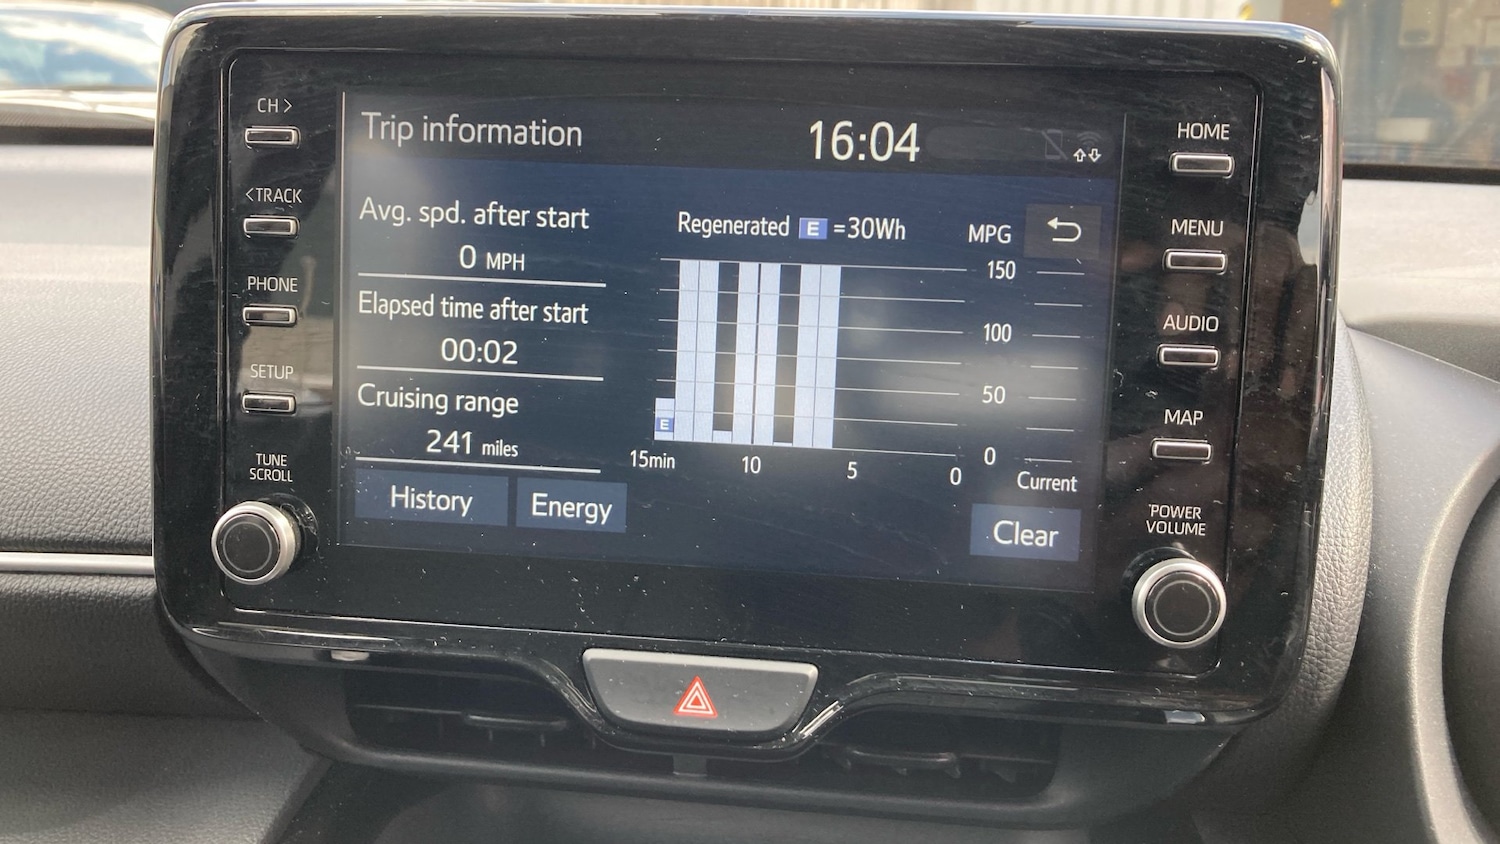 CH >
<TRACK
PHONE
SETUP
TUNE
SCROLL
Trip information
16:04
Avg. spd. after start
0 MPH
Elapsed time after start
00:02
Cruising range
241 miles
History
Energy
Regenerated E =30Wh
MPG
150
100
50
0
E
15min
10
5
0
Current
Clear
HOME
MENU
AUDIO
MAP
POWER
VOLUME